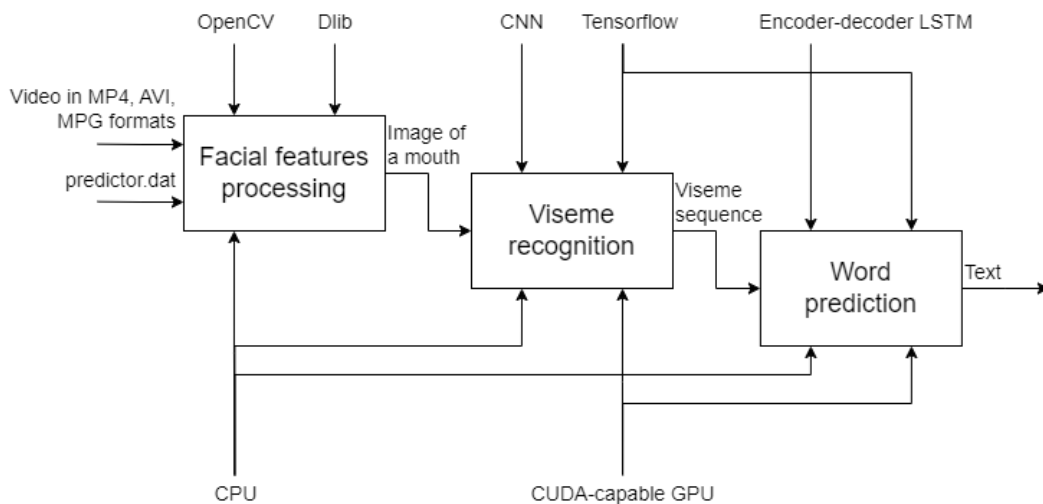 OpenCV
Dlib
CNN
Tensorflow
Encoder-decoder LSTM
Video in MP4, AVI,
MPG formats
predictor.dat
Facial features
processing
Image of
a mouth
Viseme
recognition
Viseme
sequence
Word
prediction
Text
CPU
CUDA-capable GPU